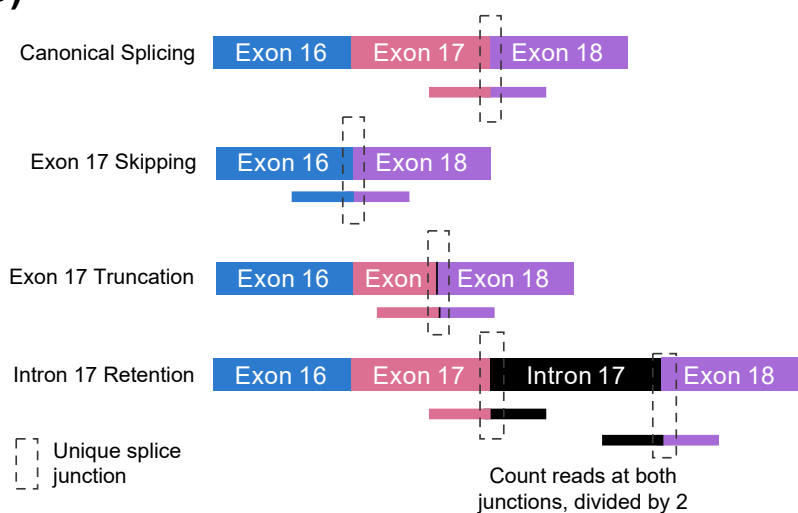 Canonical Splicing Exon 16 Exon 17 Exon 18
Exon 17 Skipping Exon 16 Exon 18
Exon 17 Truncation Exon 16 Exon Exon 18
Intron 17 Retention Exon 16 Exon 17 Intron 17 Exon 18
Unique splice
junction
Count reads at both
junctions, divided by 2